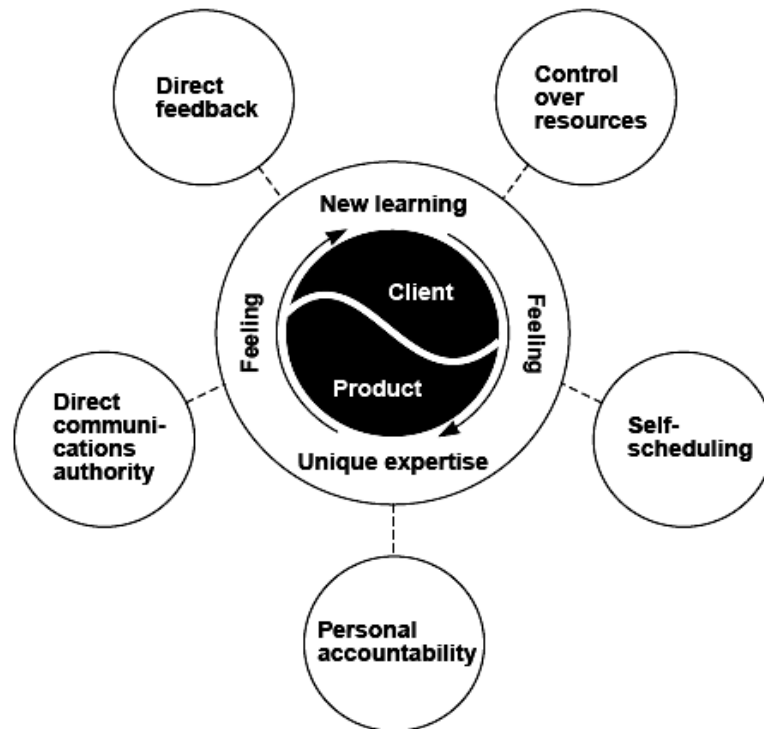 Direct
feedback
Control
over
resources
New learning
Client
Feeling
Feeling
Product
Direct
communi-
cations
authority
Self-
scheduling
Unique expertise
Personal
accountability